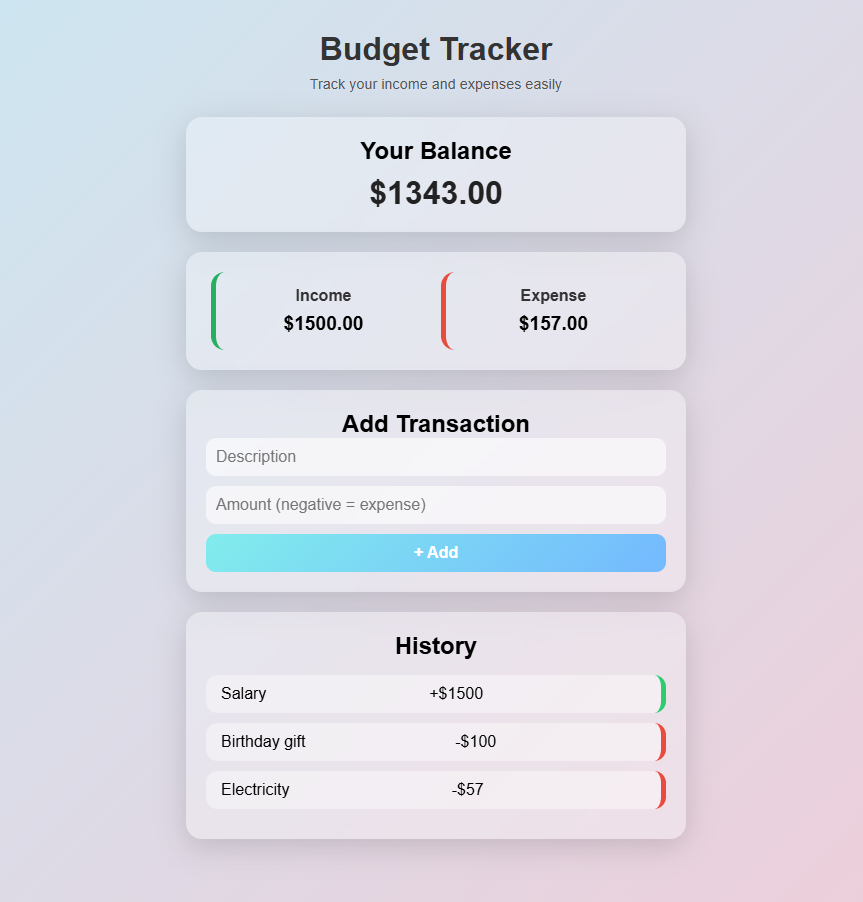 Budget Tracker
Track your income and expenses easily
Your Balance
$1343.00
Income Expense
$1500.00 $157.00
Add Transaction
Description
Amount (negative = expense)
+ Add
History
Salary +$1500
Birthday gift -$100
Electricity -$57